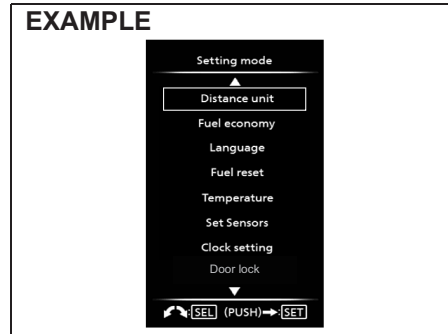 EXAMPLE
Setting mode
Distance unit
Fuel economy
Language
Fuel reset
Temperature
Set Sensors
Clock setting
Door lock
:SEL (PUSH)➔:SET